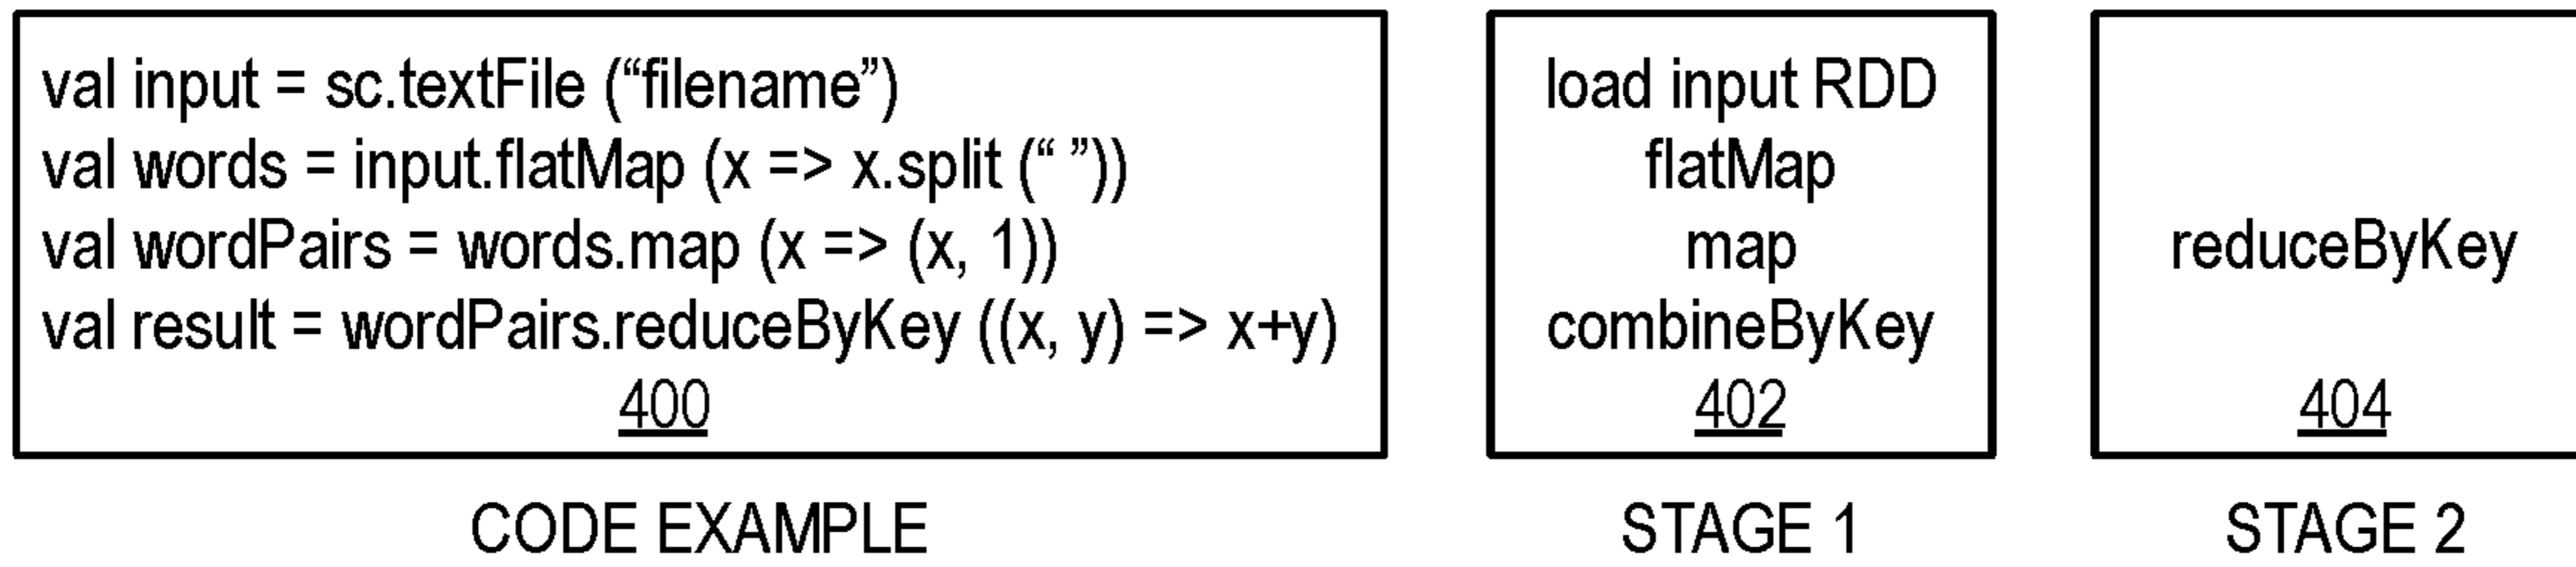 val input = sc.textFile (“filename”)
val words = input.flatMap (x => x.split (“ ”))
val wordPairs = words.map (x => (x, 1))
val result = wordPairs.reduceByKey ((x, y) => x+y)
400
CODE EXAMPLE
load input RDD
flatMap
map
combineByKey
402
STAGE 1
reduceByKey
404
STAGE 2